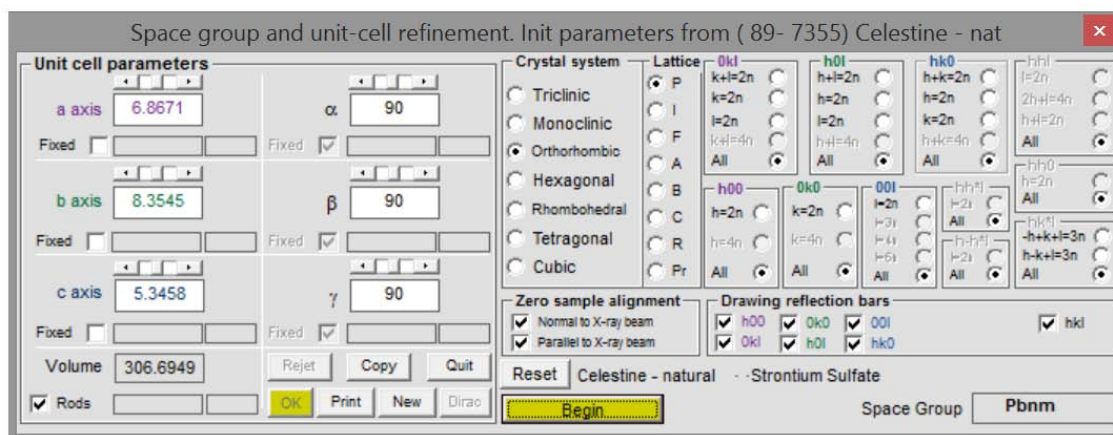 Space group and unit-cell refinement. Init parameters from ( 89- 7355) Celestine - nat
Unit cell parameters
a axis 6.8671 α 90
Fixed Fixed
b axis 8.3545 β 90
Fixed Fixed
c axis 5.3458 γ 90
Fixed Fixed
Volume 306.6949 Rejet Copy Quit
Rods OK Print New Dirac
Crystal system
Triclinic
Monoclinic
Orthorhombic
Hexagonal
Rhombohedral
Tetragonal
Cubic
Lattice
P
I
F
A
B
C
R
Pr
0kl
k+l=2n
k=2n
l=2n
k+l=4n
All
h0l
h+l=2n
h=2n
l=2n
h+l=4n
All
hk0
h+k=2n
h=2n
k=2n
h+k=4n
All
hhl
l=2n
2h+l=4n
h+l=2n
All
h00
h=2n
h=4n
All
0k0
k=2n
k=4n
All
00l
l=2n
All
All
All
hh0
h=2n
All
hk*l
-h+k+l=3n
h-k+l=3n
All
Zero sample alignment
Normal to X-ray beam
Parallel to X-ray beam
Drawing reflection bars
h00 0k0 00l hkl
0kl h0l hk0
Reset Celestine - natural - -Strontium Sulfate
Begin Space Group Pbnm